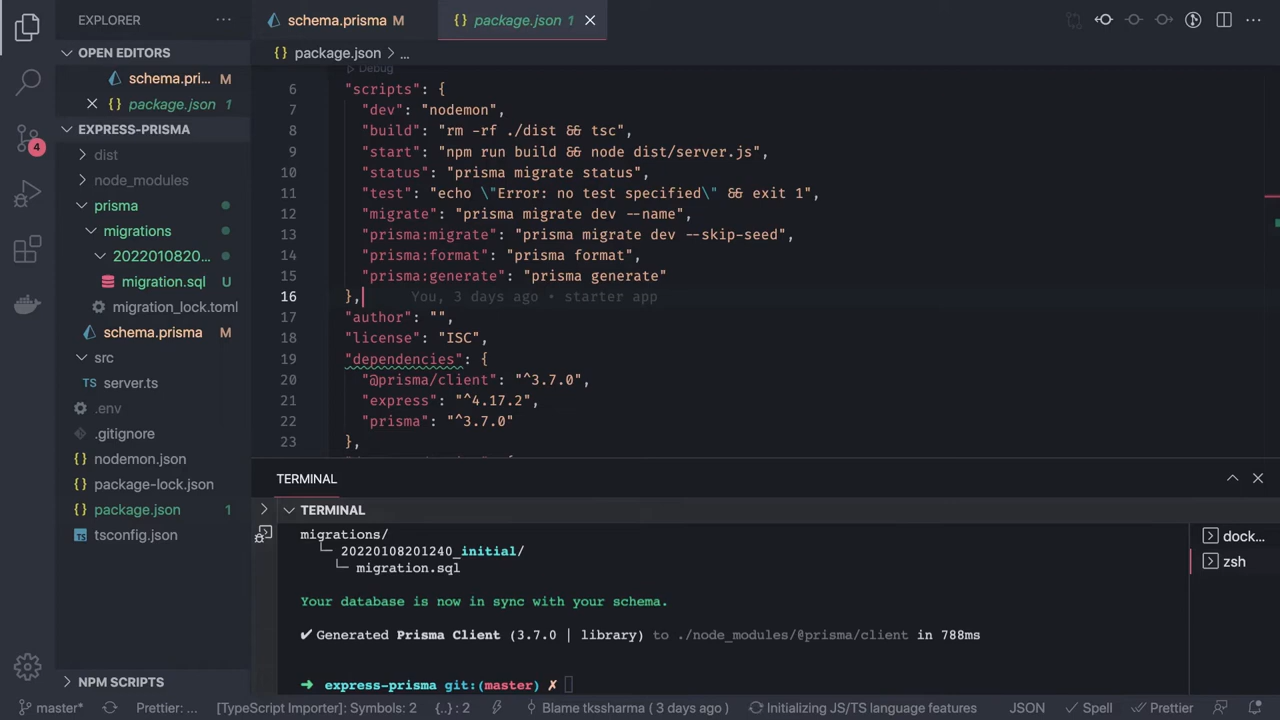 EXPLORER
OPEN EDITORS
schema.pri... M
package.json 1
EXPRESS-PRISMA
dist
node_modules
prisma
migrations
2022010820...
migration.sql U
migration_lock.toml
schema.prisma M
src
TS server.ts
.env
.gitignore
{} nodemon.json
{} package-lock.json
{} package.json 1
tsconfig.json
NPM SCRIPTS
4
schema.prisma M
{} package.json 1
{} package.json > ...
Debug
6 "scripts": {
7 "dev": "nodemon",
8 "build": "rm -rf ./dist && tsc",
9 "start": "npm run build && node dist/server.js",
10 "status": "prisma migrate status",
11 "test": "echo \"Error: no test specified\" && exit 1",
12 "migrate": "prisma migrate dev --name",
13 "prisma:migrate": "prisma migrate dev --skip-seed",
14 "prisma:format": "prisma format",
15 "prisma:generate": "prisma generate"
16 }, You, 3 days ago • starter app
17 "author": "",
18 "license": "ISC",
19 "dependencies": {
20 "@prisma/client": "^3.7.0",
21 "express": "^4.17.2",
22 "prisma": "^3.7.0"
23 },
TERMINAL
TERMINAL
migrations/
└─ 20220108201240_initial/
└─ migration.sql
Your database is now in sync with your schema.
✔ Generated Prisma Client (3.7.0 | library) to ./node_modules/@prisma/client in 788ms
➜ express-prisma git:(master) ✗
dock...
zsh
master* Prettier: ... [TypeScript Importer]: Symbols: 2 {..} : 2 Blame tkssharma ( 3 days ago ) Initializing JS/TS language features JSON Spell Prettier